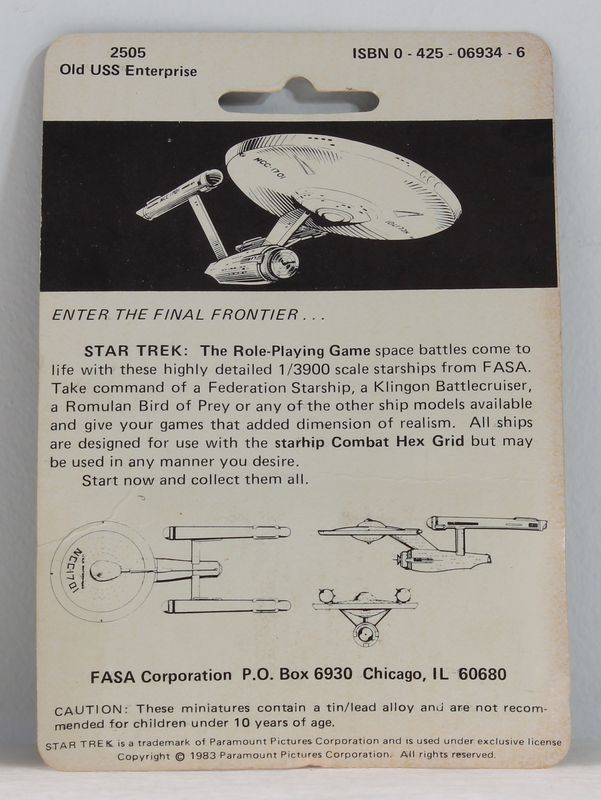 2505
Old USS Enterprise
ISBN 0 - 425 - 06934 - 6
NCC-1701
ENTER THE FINAL FRONTIER . . .
STAR TREK: The Role-Playing Game space battles come to
life with these highly detailed 1/3900 scale starships from FASA.
Take command of a Federation Starship, a Klingon Battlecruiser,
a Romulan Bird of Prey or any of the other ship models available
and give your games that added dimension of realism. All ships
are designed for use with the starhip Combat Hex Grid but may
be used in any manner you desire.
Start now and collect them all.
NCC1701
FASA Corporation P.O. Box 6930 Chicago, IL 60680
CAUTION: These miniatures contain a tin/lead alloy and are not recom-
mended for children under 10 years of age.
STAR TREK is a trademark of Paramount Pictures Corporation and is used under exclusive license
Copyright © 1983 Paramount Pictures Corporation. All rights reserved.